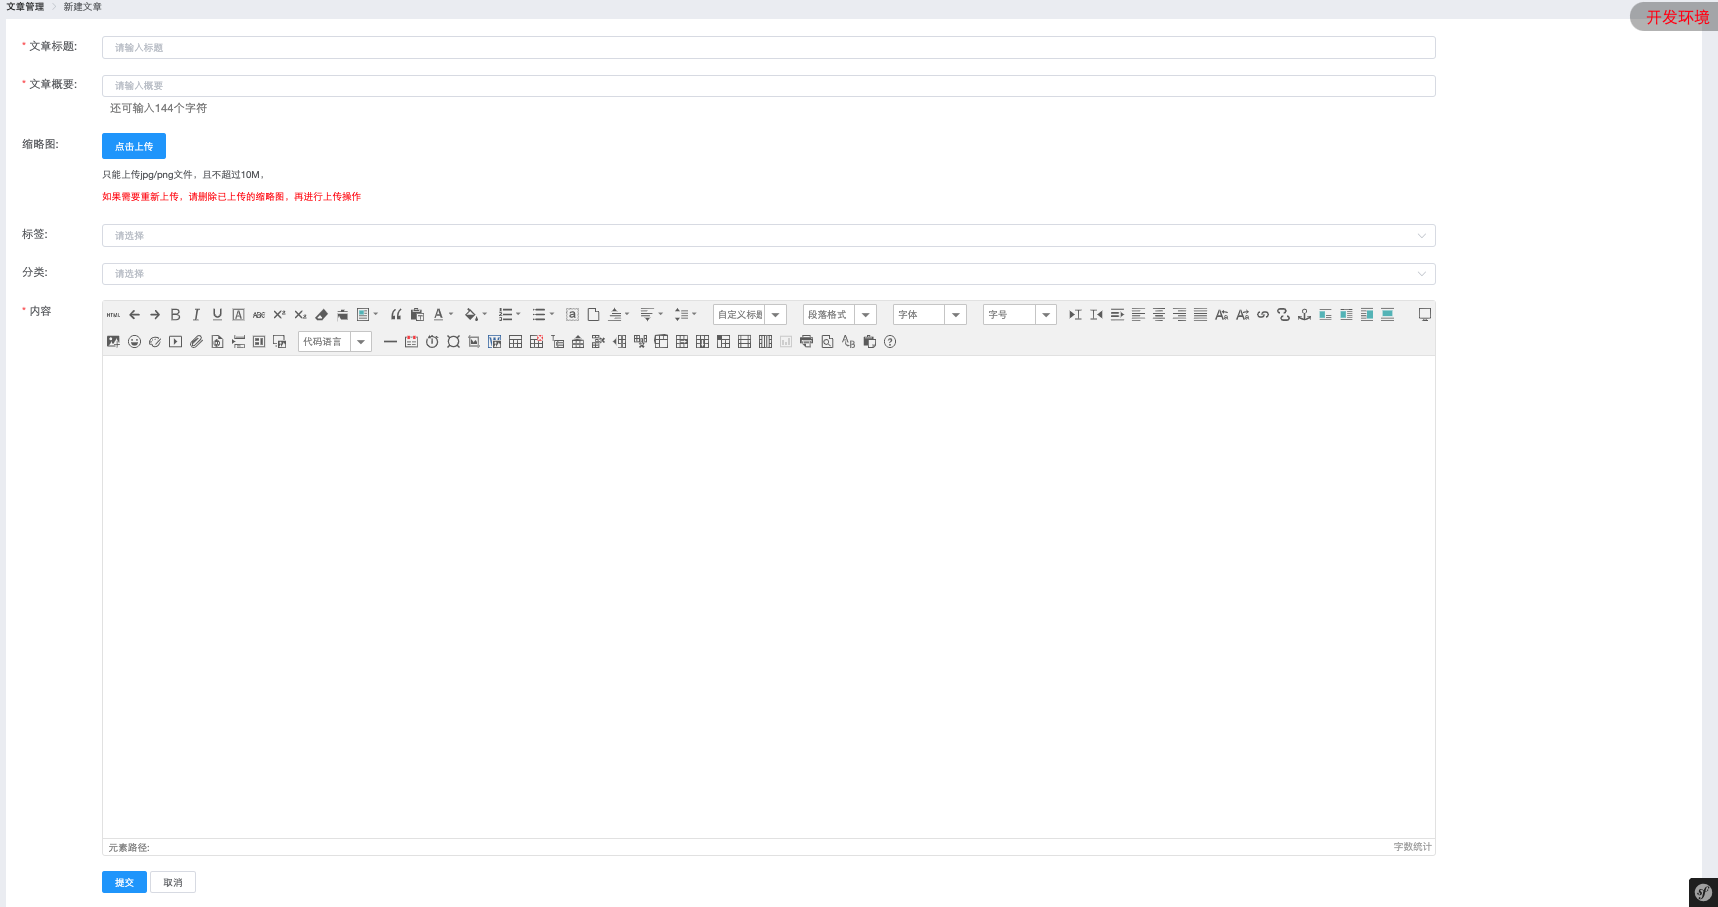 文章管理 > 新建文章
开发环境
* 文章标题: 请输入标题
* 文章概要: 请输入概要
还可输入144个字符
缩略图: 点击上传
只能上传jpg/png文件，且不超过10M，
如果需要重新上传，请删除已上传的缩略图，再进行上传操作
标签: 请选择
分类: 请选择
* 内容
HTML B I U A ABC X² X₂ A a 自定义标题 段落格式 字体 字号
代码语言
元素路径: 字数统计
提交 取消
sf